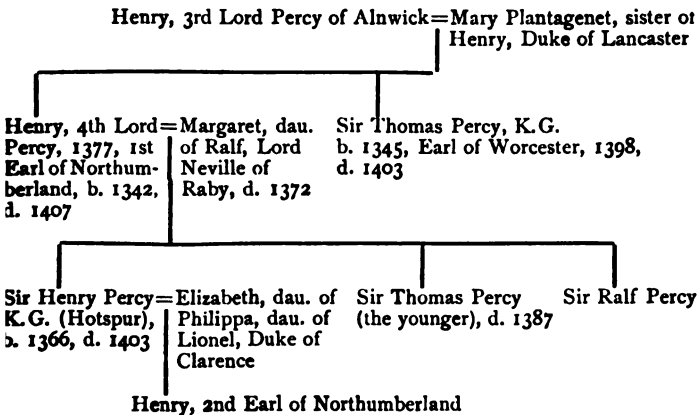 Henry, 3rd Lord Percy of Alnwick=Mary Plantagenet, sister of
Henry, Duke of Lancaster
Henry, 4th Lord=Margaret, dau.
Percy, 1377, 1st of Ralf, Lord
Earl of Northum- Neville of
berland, b. 1342, Raby, d. 1372
d. 1407
Sir Thomas Percy, K.G.
b. 1345, Earl of Worcester, 1398,
d. 1403
Sir Henry Percy=Elizabeth, dau. of
K.G. (Hotspur), Philippa, dau. of
b. 1366, d. 1403 Lionel, Duke of
Clarence
Sir Thomas Percy
(the younger), d. 1387
Sir Ralf Percy
Henry, 2nd Earl of Northumberland